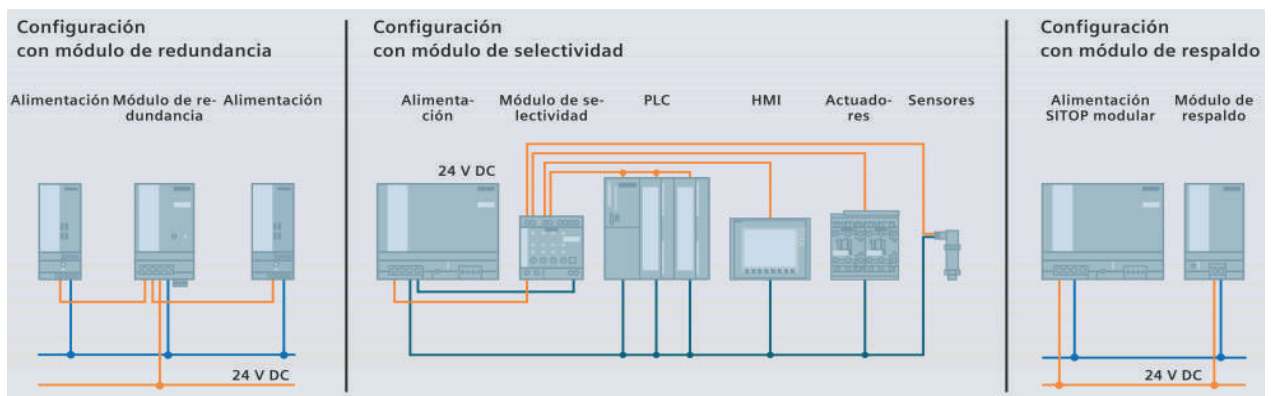 Configuración
con módulo de redundancia
Alimentación
Módulo de re-
dundancia
Alimentación
24 V DC
Configuración
con módulo de selectividad
Alimenta-
ción
Módulo de se-
lectividad
PLC
HMI
Actuado-
res
Sensores
24 V DC
Configuración
con módulo de respaldo
Alimentación
SITOP modular
Módulo de
respaldo
24 V DC